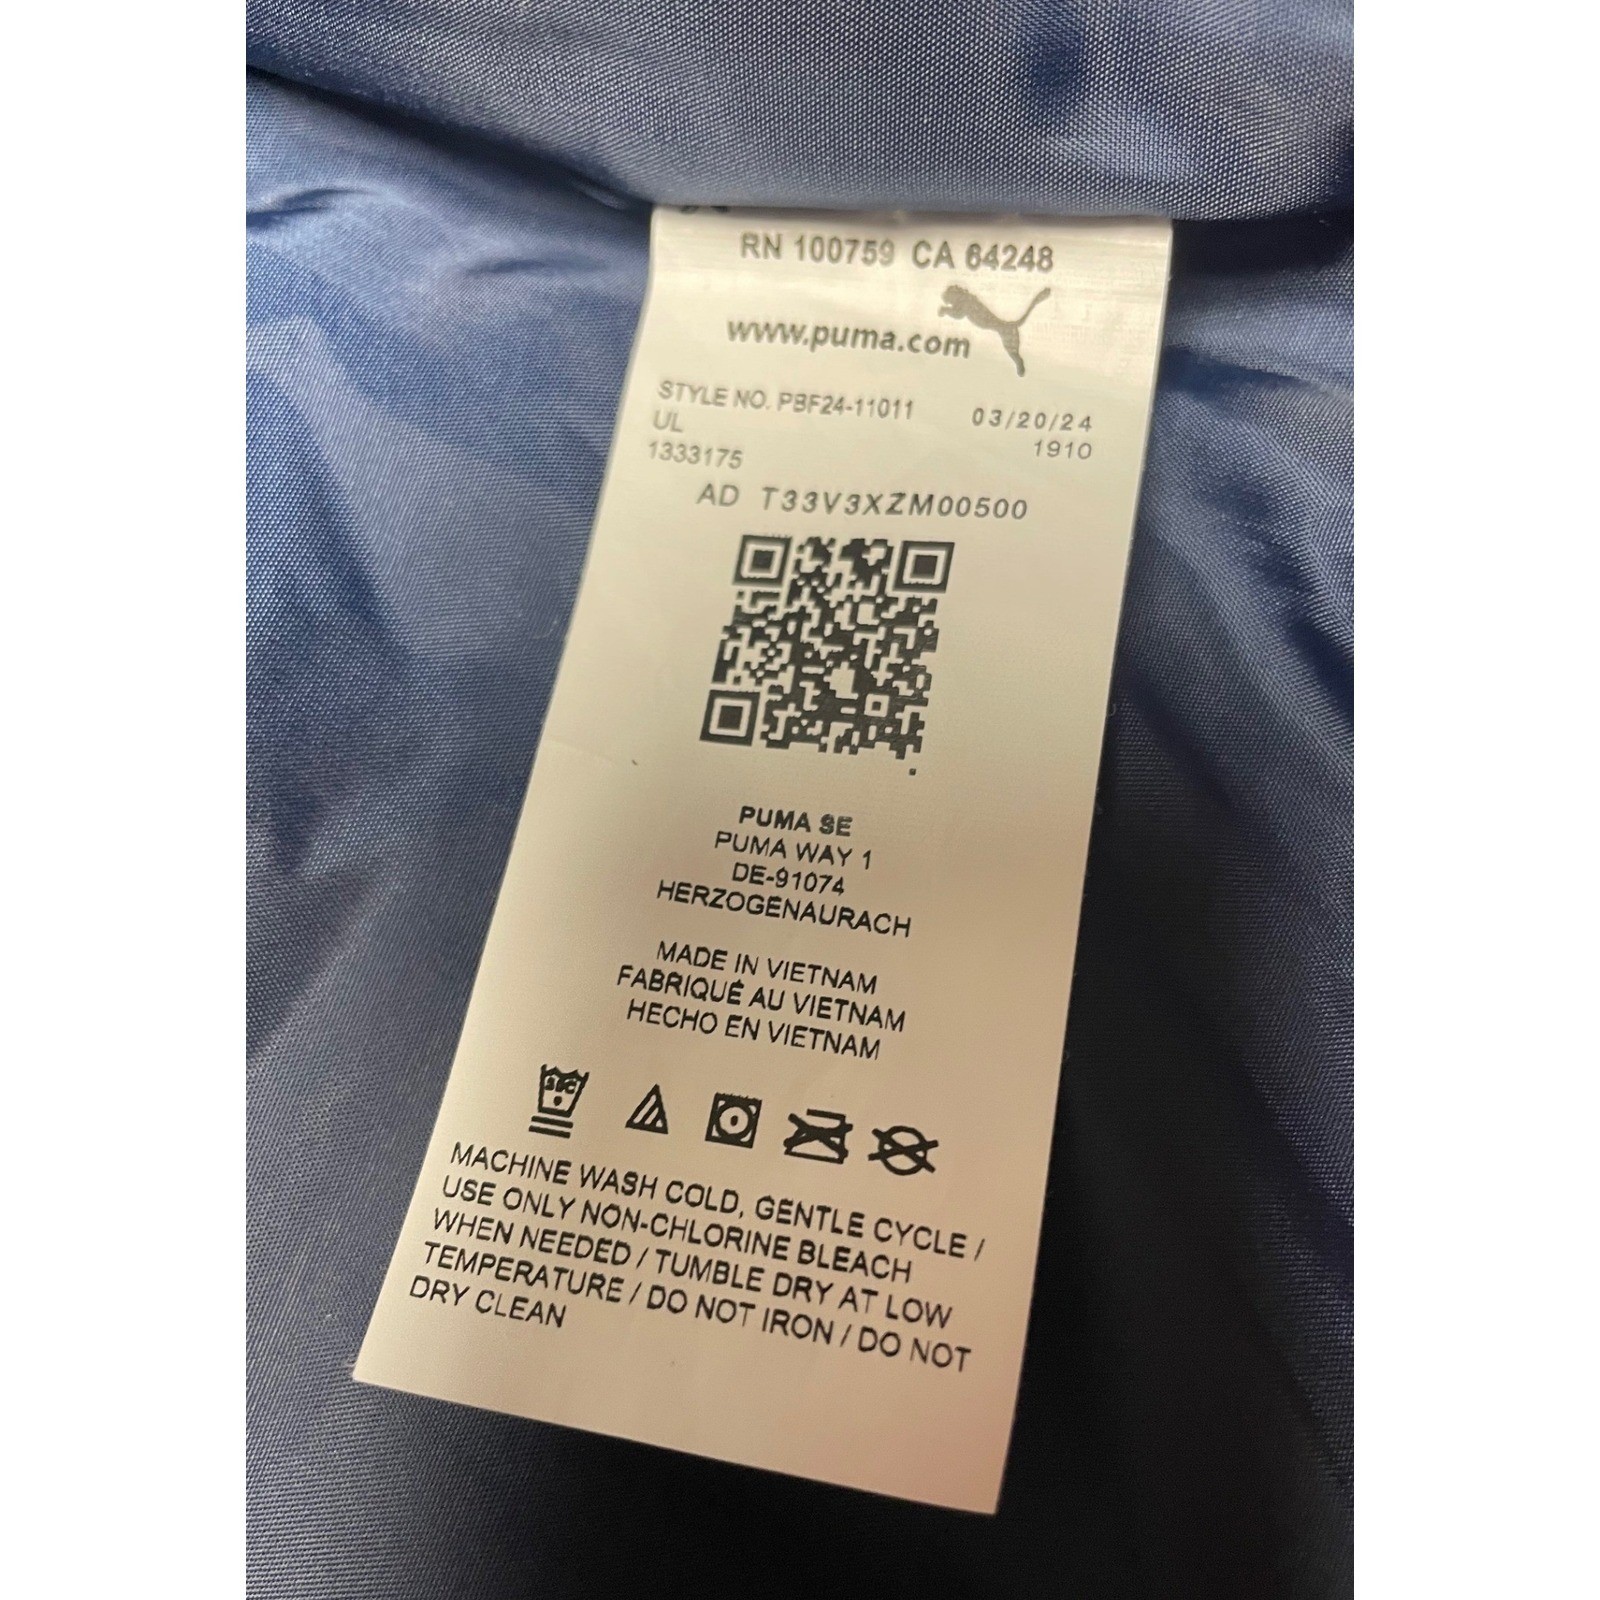 RN 100759 CA 64248
www.puma.com
STYLE NO. PBF24-11011 03/20/24
UL 1910
1333175
AD T33V3XZM00500
PUMA SE
PUMA WAY 1
DE-91074
HERZOGENAURACH
MADE IN VIETNAM
FABRIQUÉ AU VIETNAM
HECHO EN VIETNAM
MACHINE WASH COLD, GENTLE CYCLE /
USE ONLY NON-CHLORINE BLEACH
WHEN NEEDED / TUMBLE DRY AT LOW
TEMPERATURE / DO NOT IRON / DO NOT
DRY CLEAN